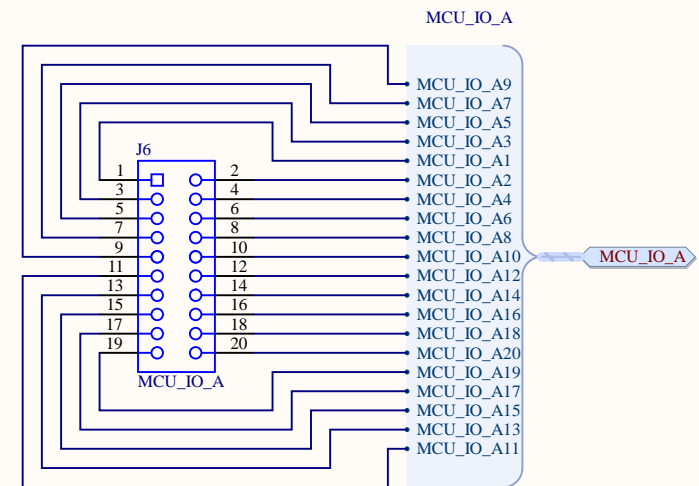 MCU_IO_A
MCU_IO_A9
MCU_IO_A7
MCU_IO_A5
MCU_IO_A3
J6
MCU_IO_A1
1 2 MCU_IO_A2
3 4 MCU_IO_A4
5 6 MCU_IO_A6
7 8 MCU_IO_A8
9 10 MCU_IO_A10 MCU_IO_A
11 12 MCU_IO_A12
13 14 MCU_IO_A14
15 16 MCU_IO_A16
17 18 MCU_IO_A18
19 20 MCU_IO_A20
MCU_IO_A19
MCU_IO_A
MCU_IO_A17
MCU_IO_A15
MCU_IO_A13
MCU_IO_A11